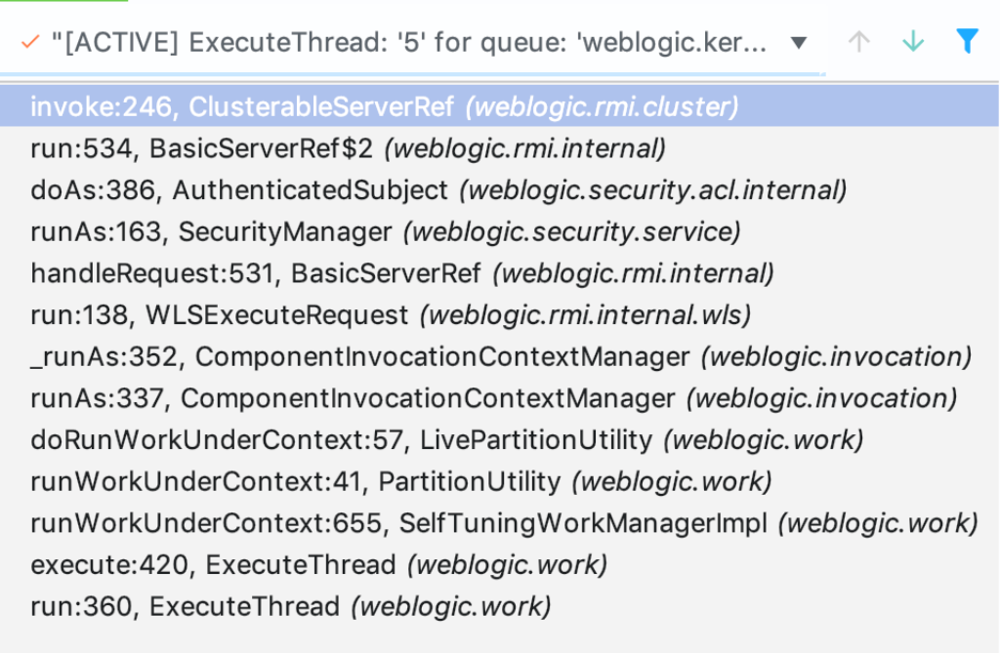 "[ACTIVE] ExecuteThread: '5' for queue: 'weblogic.ker...
invoke:246, ClusterableServerRef (weblogic.rmi.cluster)
run:534, BasicServerRef$2 (weblogic.rmi.internal)
doAs:386, AuthenticatedSubject (weblogic.security.acl.internal)
runAs:163, SecurityManager (weblogic.security.service)
handleRequest:531, BasicServerRef (weblogic.rmi.internal)
run:138, WLSExecuteRequest (weblogic.rmi.internal.wls)
_runAs:352, ComponentInvocationContextManager (weblogic.invocation)
runAs:337, ComponentInvocationContextManager (weblogic.invocation)
doRunWorkUnderContext:57, LivePartitionUtility (weblogic.work)
runWorkUnderContext:41, PartitionUtility (weblogic.work)
runWorkUnderContext:655, SelfTuningWorkManagerImpl (weblogic.work)
execute:420, ExecuteThread (weblogic.work)
run:360, ExecuteThread (weblogic.work)